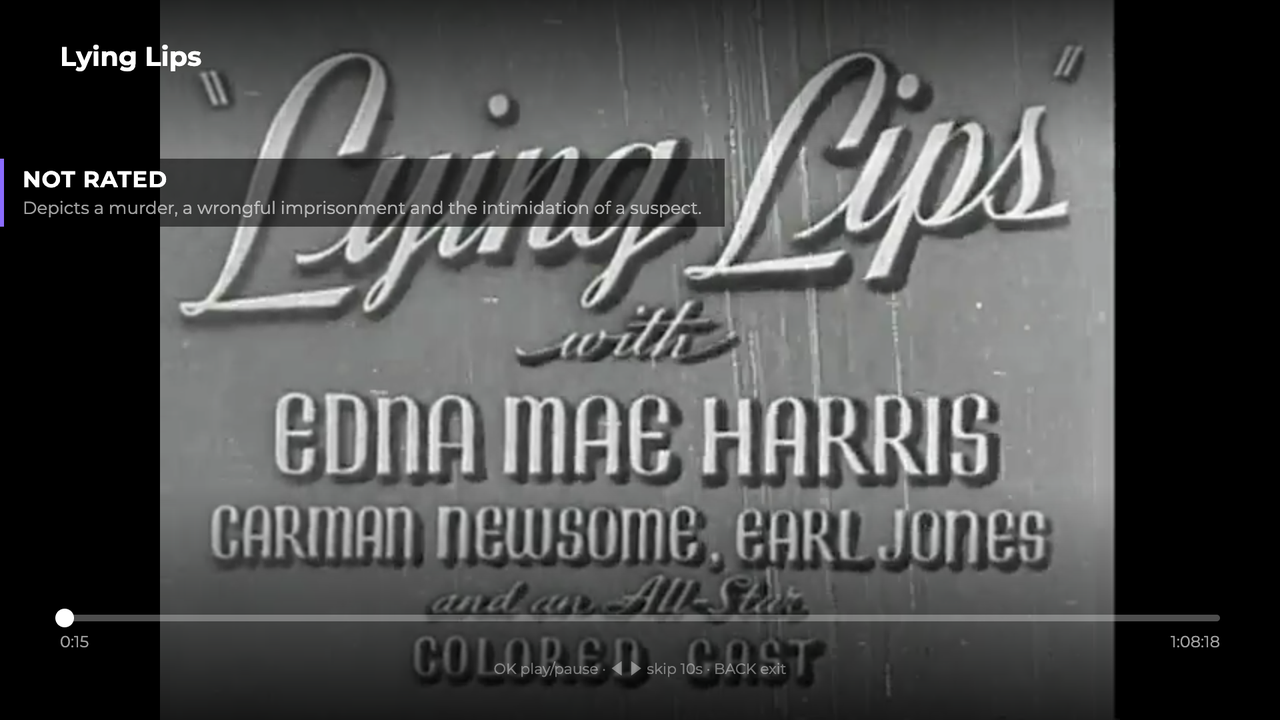 Lying Lips
"Lying Lips"
NOT RATED
Depicts a murder, a wrongful imprisonment and the intimidation of a suspect.
with
EDNA MAE HARRIS
CARMAN NEWSOME, EARL JONES
and an All-Star
0:15
1:08:18
COLORED CAST
OK play/pause · ◀ ▶ skip 10s · BACK exit